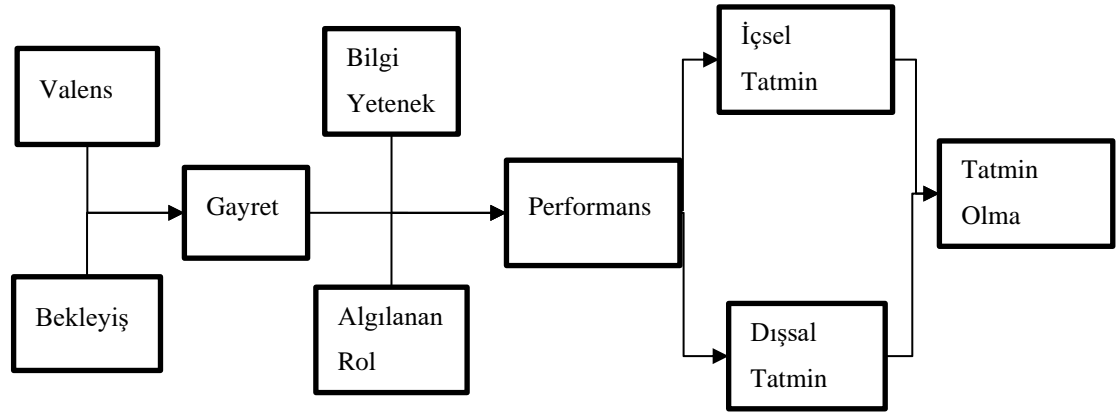 Valens
Bekleyiş
Gayret
Bilgi
Yetenek
Algılanan
Rol
Performans
İçsel
Tatmin
Dışsal
Tatmin
Tatmin
Olma